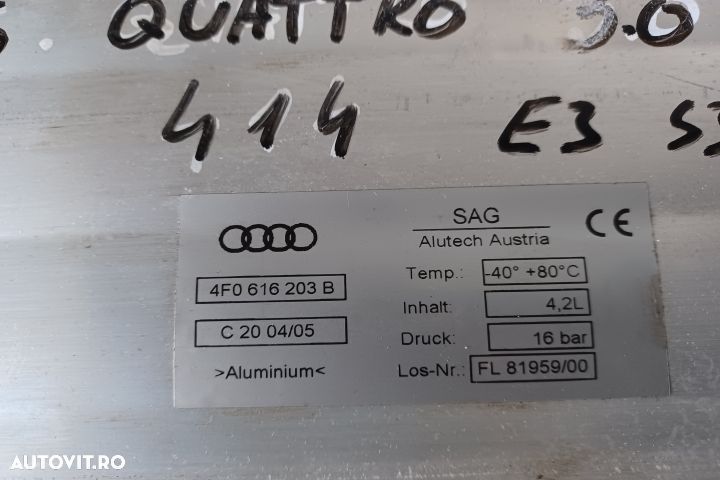 QUATTRO 3.0
414 E3
SAG
Alutech Austria
CE
4F0 616 203 B
C 20 04/05
>Aluminium<
Temp.: -40° +80°C
Inhalt: 4,2L
Druck: 16 bar
Los-Nr.: FL 81959/00
AUTOVIT.RO